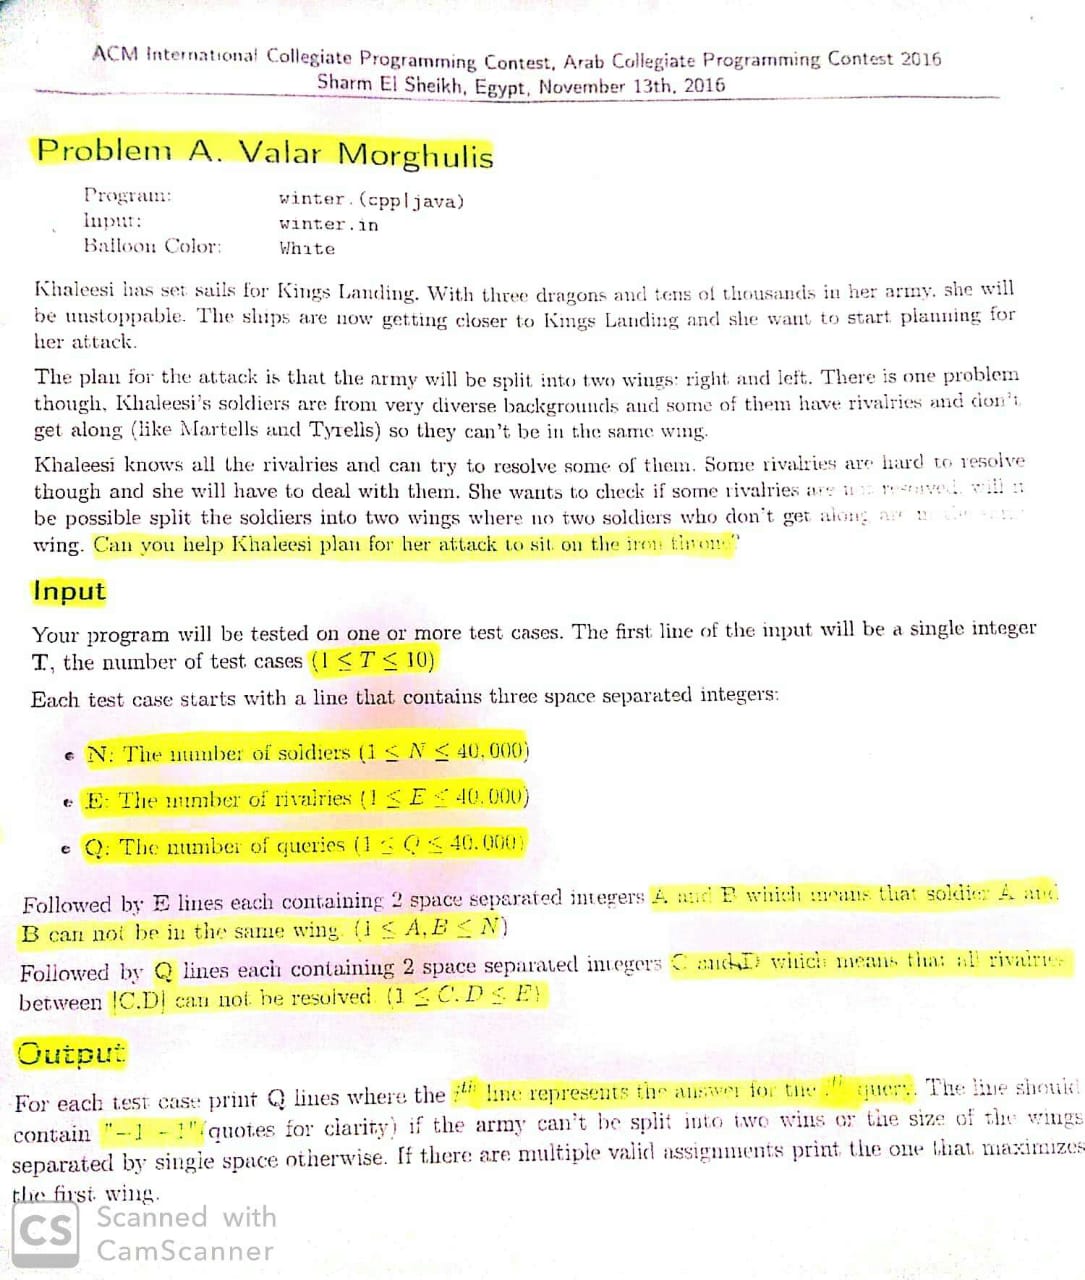 ACM International Collegiate Programming Contest, Arab Collegiate Programming Contest 2016
Sharm El Sheikh, Egypt, November 13th, 2016
Problem A. Valar Morghulis
Program: winter.(cpp|java)
Input: winter.in
Balloon Color: White
Khaleesi has set sails for Kings Landing. With three dragons and tens of thousands in her army, she will
be unstoppable. The ships are now getting closer to Kings Landing and she want to start planning for
her attack.
The plan for the attack is that the army will be split into two wings: right and left. There is one problem
though, Khaleesi's soldiers are from very diverse backgrounds and some of them have rivalries and don't
get along (like Martells and Tyrells) so they can't be in the same wing.
Khaleesi knows all the rivalries and can try to resolve some of them. Some rivalries are hard to resolve
though and she will have to deal with them. She wants to check if some rivalries are will it
be possible split the soldiers into two wings where no two soldiers who don't get along are
wing. Can you help Khaleesi plan for her attack to sit on the iron throne?
Input
Your program will be tested on one or more test cases. The first line of the input will be a single integer
T, the number of test cases (1 ≤ T ≤ 10)
Each test case starts with a line that contains three space separated integers:
• N: The number of soldiers (1 ≤ N ≤ 40,000)
• E: The number of rivalries (1 ≤ E ≤ 40,000)
• Q: The number of queries (1 ≤ Q ≤ 40,000)
Followed by E lines each containing 2 space separated integers A and B which means that soldier A and
B can not be in the same wing. (1 ≤ A, B ≤ N)
Followed by Q lines each containing 2 space separated integers C and D which means that all rivalries
between [C,D] can not be resolved. (1 ≤ C, D ≤ E)
Output
For each test case print Q lines where the iᵗʰ line represents the answer for the iᵗʰ query. The line should
contain "-1 -1" (quotes for clarity) if the army can't be split into two wins or the size of the wings
separated by single space otherwise. If there are multiple valid assignments print the one that maximizes
the first wing.
CS Scanned with
CamScanner